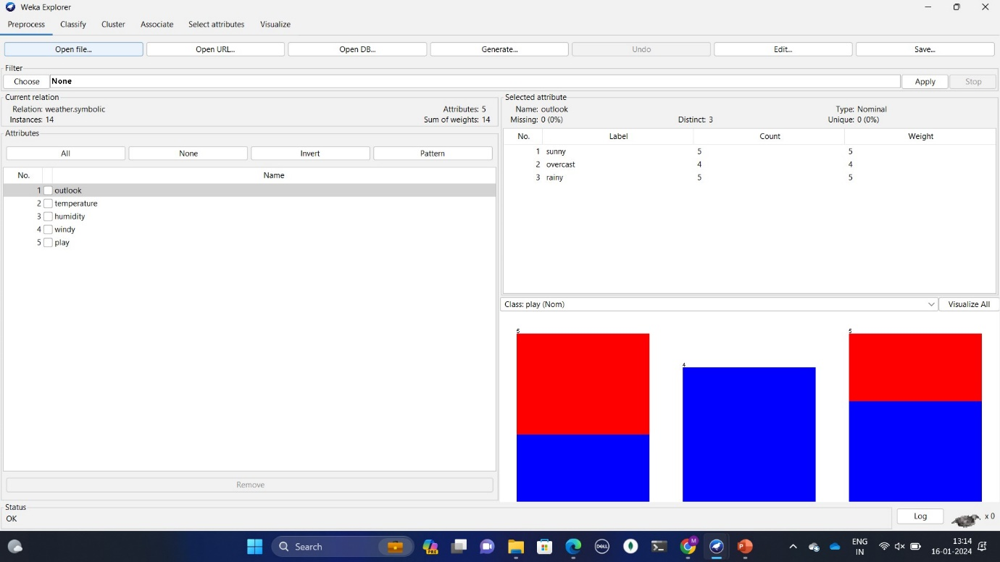 Weka Explorer
Preprocess Classify Cluster Associate Select attributes Visualize
Open file... Open URL... Open DB... Generate... Undo Edit... Save...
Filter
Choose None Apply Stop
Current relation
Relation: weather.symbolic Attributes: 5
Instances: 14 Sum of weights: 14
Attributes
All None Invert Pattern
No. Name
1 outlook
2 temperature
3 humidity
4 windy
5 play
Remove
Selected attribute
Name: outlook Type: Nominal
Missing: 0 (0%) Distinct: 3 Unique: 0 (0%)
No. Label Count Weight
1 sunny 5 5
2 overcast 4 4
3 rainy 5 5
Class: play (Nom) Visualize All
5 4 5
Status
OK
Log x 0
Search PRE DELL M P ENG 13:14
IN 16-01-2024